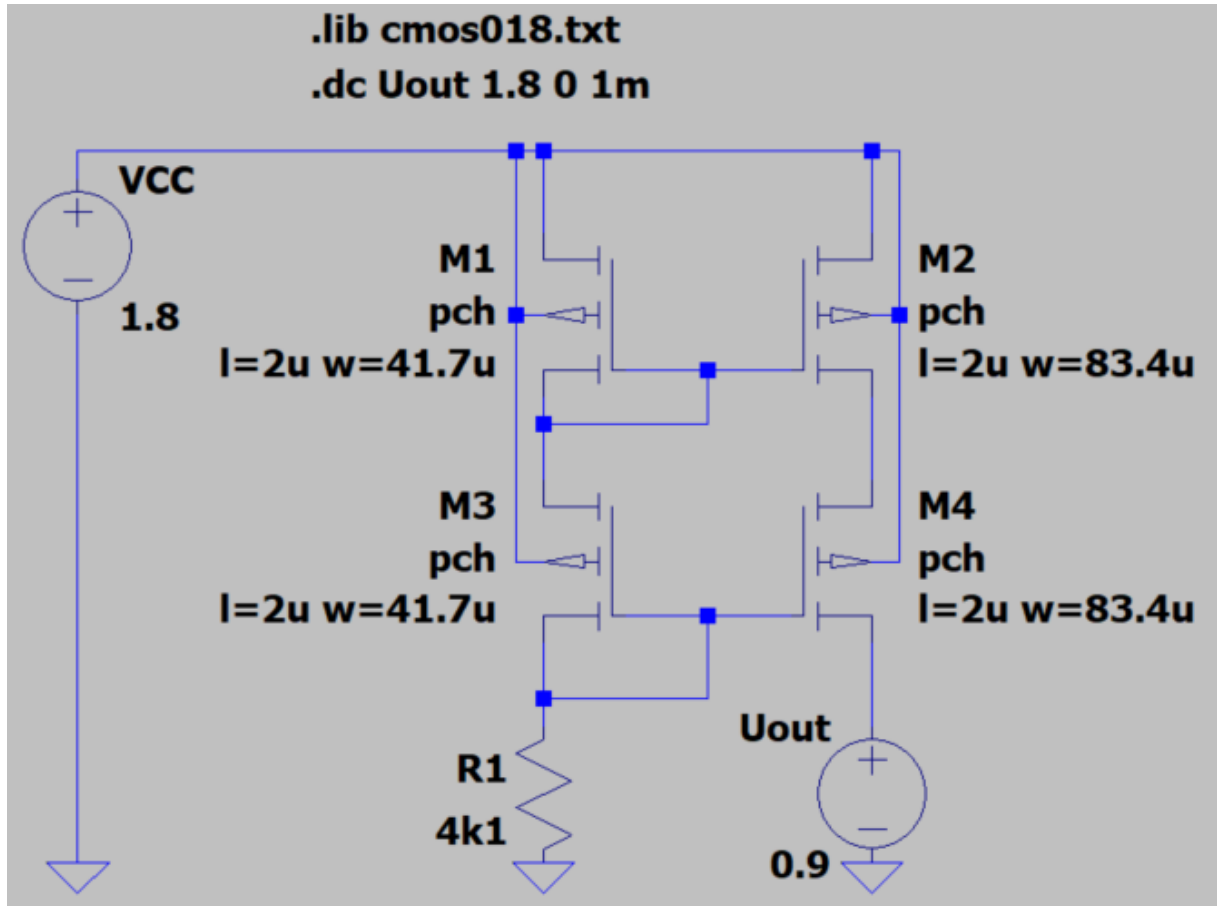 .lib cmos018.txt
.dc Uout 1.8 0 1m
VCC
1.8
M1
pch
l=2u w=41.7u
M2
pch
l=2u w=83.4u
M3
pch
l=2u w=41.7u
M4
pch
l=2u w=83.4u
R1
4k1
Uout
0.9